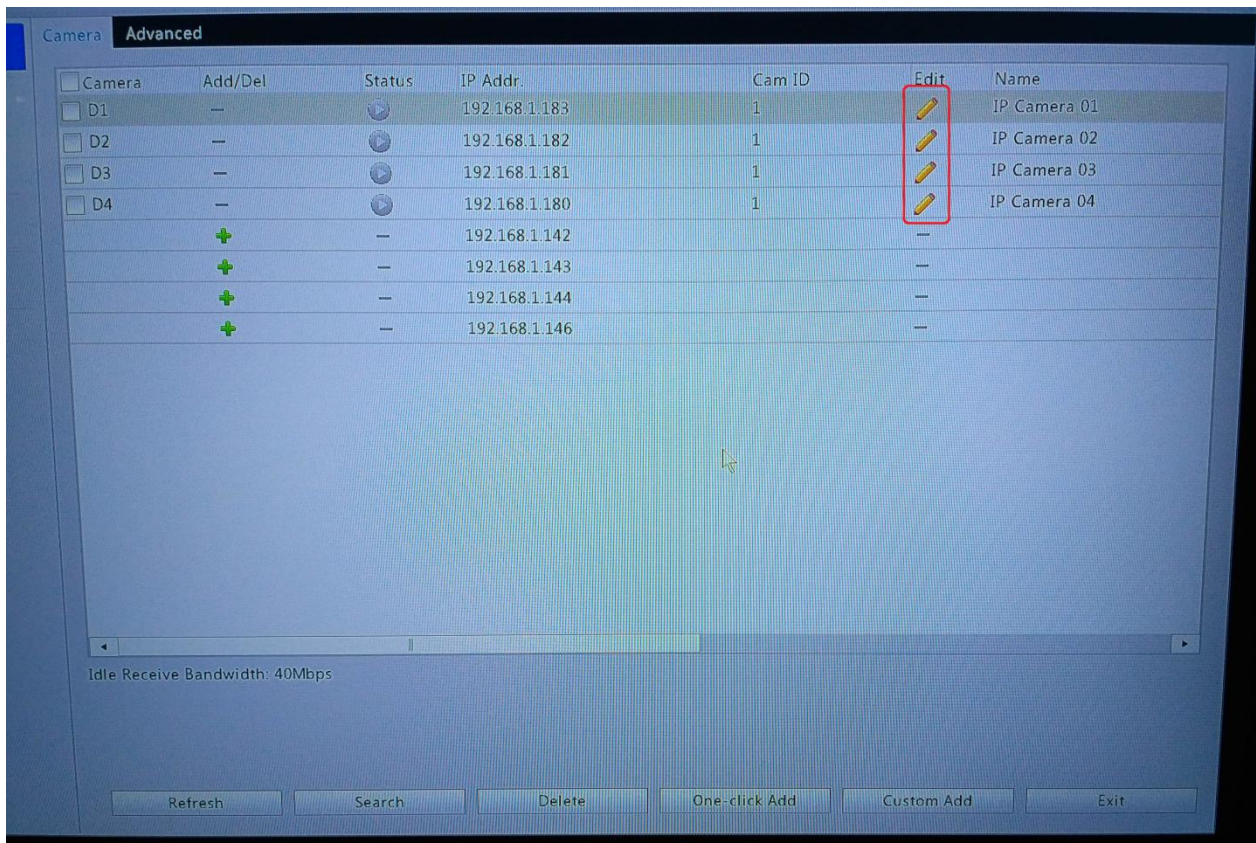 Camera Advanced
Camera Add/Del Status IP Addr. Cam ID Edit Name
D1 — 192.168.1.183 1 IP Camera 01
D2 — 192.168.1.182 1 IP Camera 02
D3 — 192.168.1.181 1 IP Camera 03
D4 — 192.168.1.180 1 IP Camera 04
— 192.168.1.142 —
— 192.168.1.143 —
— 192.168.1.144 —
— 192.168.1.146 —
Idle Receive Bandwidth: 40Mbps
Refresh Search Delete One-click Add Custom Add Exit